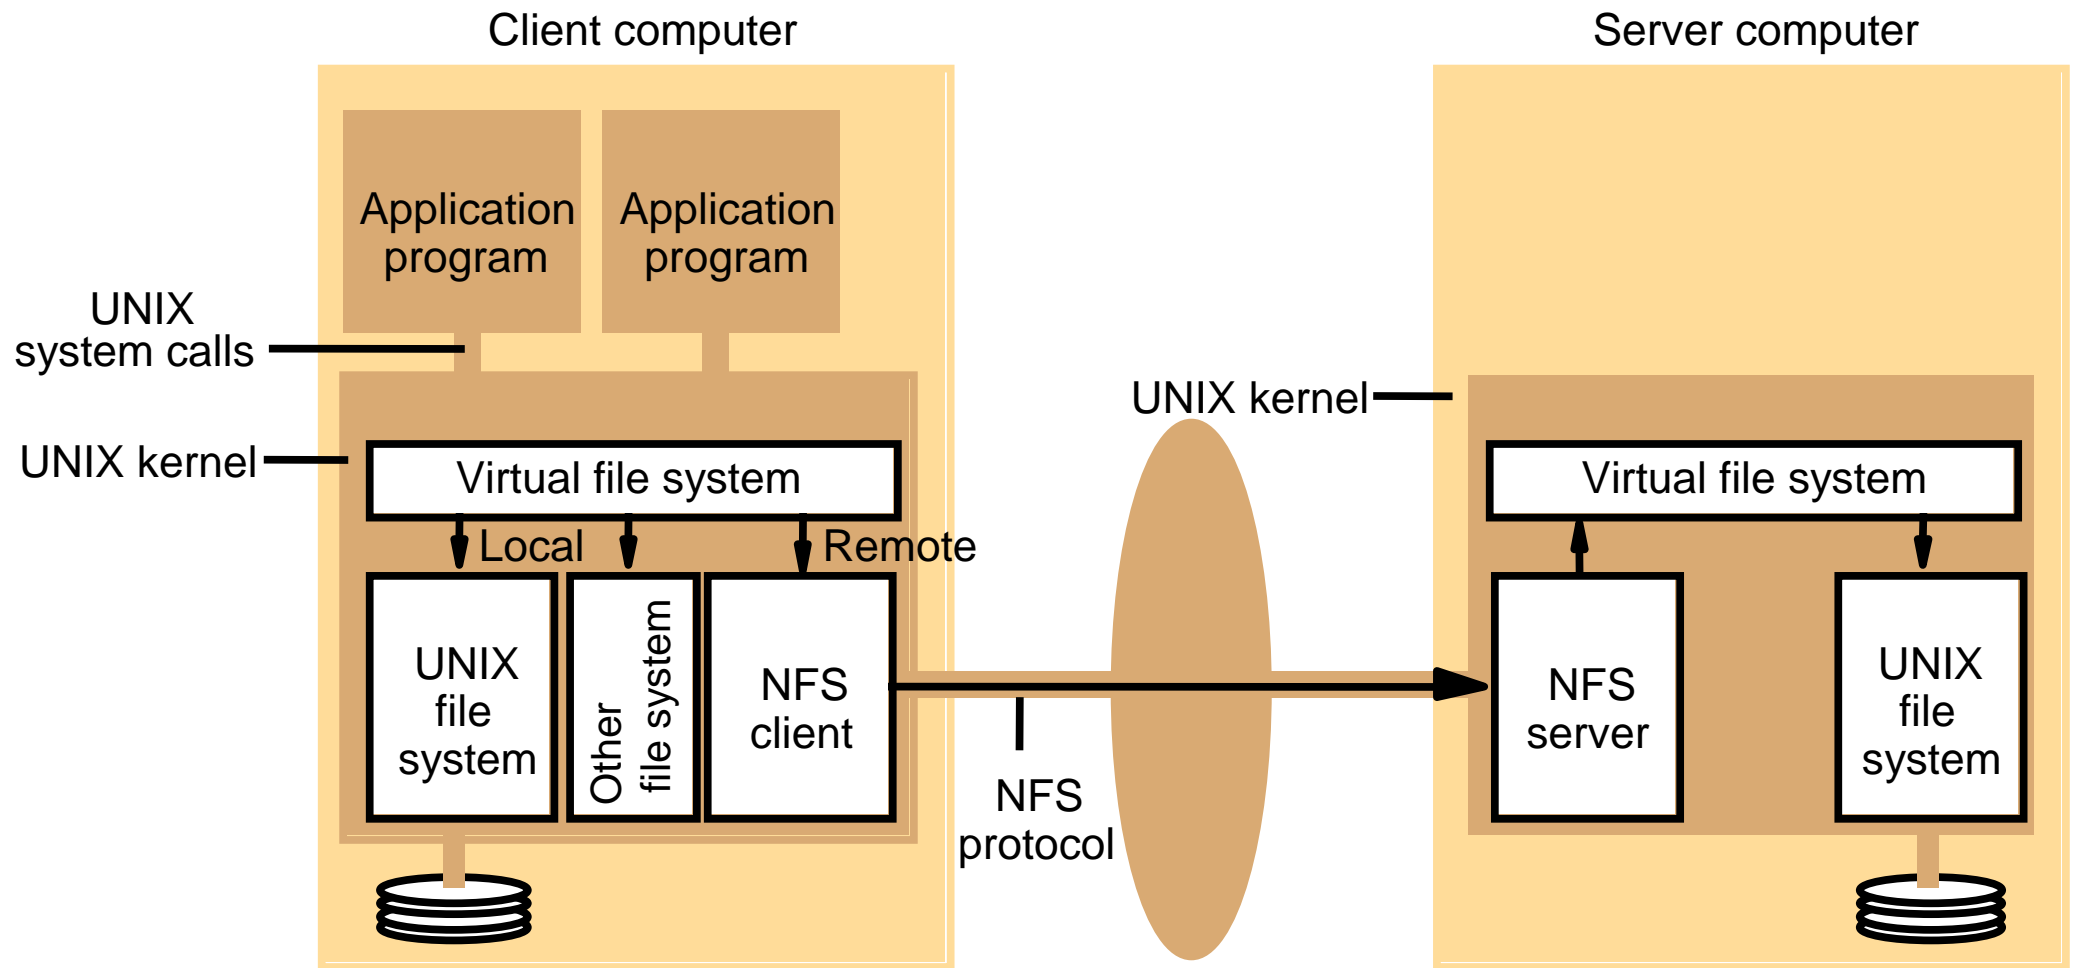 Client computer
Server computer
Application
program
Application
program
UNIX
system calls
UNIX kernel
Virtual file system
Local
Remote
UNIX
file
system
Other
file system
NFS
client
NFS
protocol
UNIX kernel
Virtual file system
NFS
server
UNIX
file
system